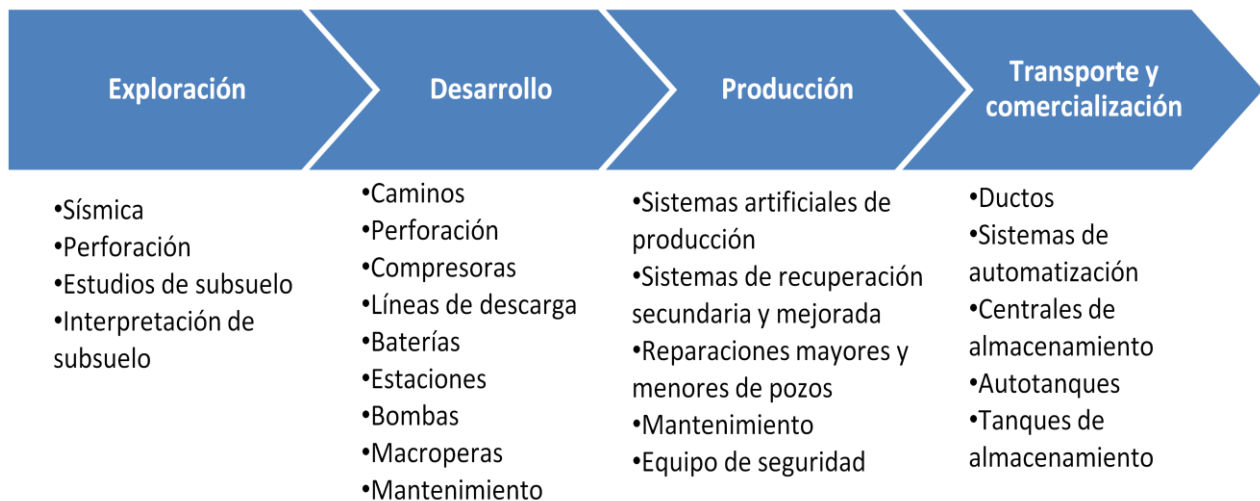 Exploración
•Sísmica
•Perforación
•Estudios de subsuelo
•Interpretación de
subsuelo
Desarrollo
•Caminos
•Perforación
•Compresoras
•Líneas de descarga
•Baterías
•Estaciones
•Bombas
•Macroperas
•Mantenimiento
Producción
•Sistemas artificiales de
producción
•Sistemas de recuperación
secundaria y mejorada
•Reparaciones mayores y
menores de pozos
•Mantenimiento
•Equipo de seguridad
Transporte y
comercialización
•Ductos
•Sistemas de
automatización
•Centrales de
almacenamiento
•Autotanques
•Tanques de
almacenamiento